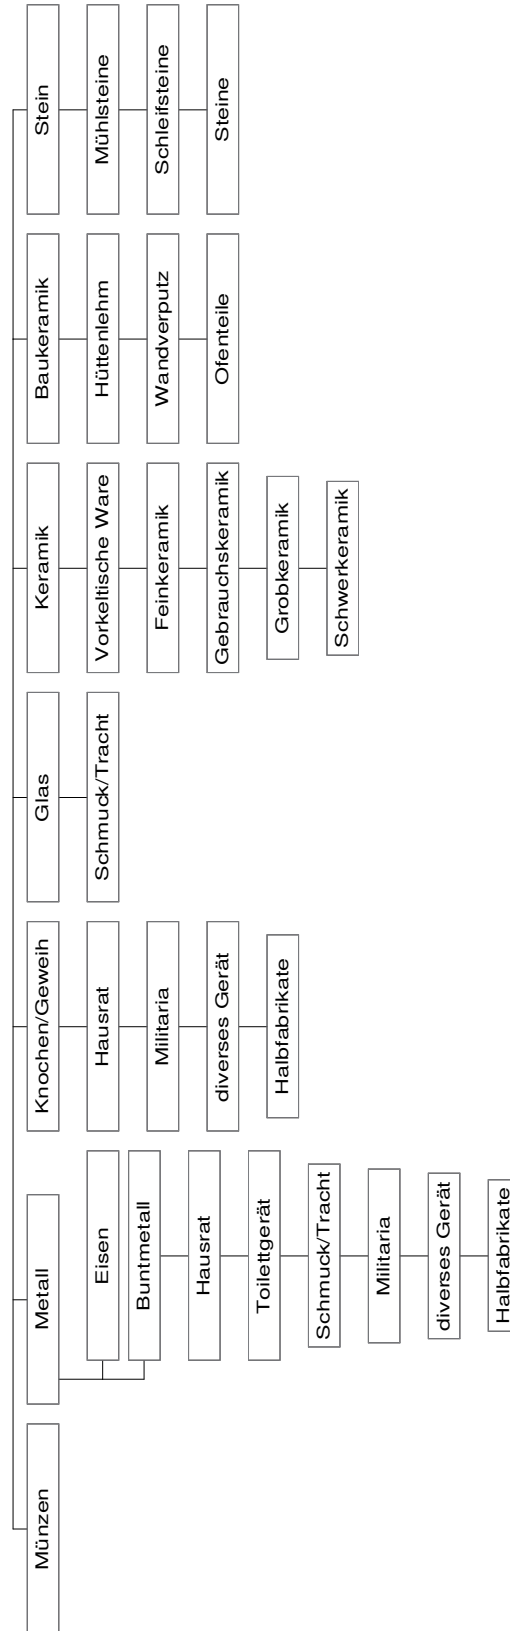 Münzen
Metall
Eisen
Buntmetall
Hausrat
Toilettgerät
Schmuck/Tracht
Militaria
diverses Gerät
Halbfabrikate
Knochen/Geweih
Hausrat
Militaria
diverses Gerät
Halbfabrikate
Glas
Schmuck/Tracht
Keramik
Vorkeltische Ware
Feinkeramik
Gebrauchskeramik
Grobkeramik
Schwerkeramik
Baukeramik
Hüttenlehm
Wandverputz
Ofenteile
Stein
Mühlsteine
Schleifsteine
Steine